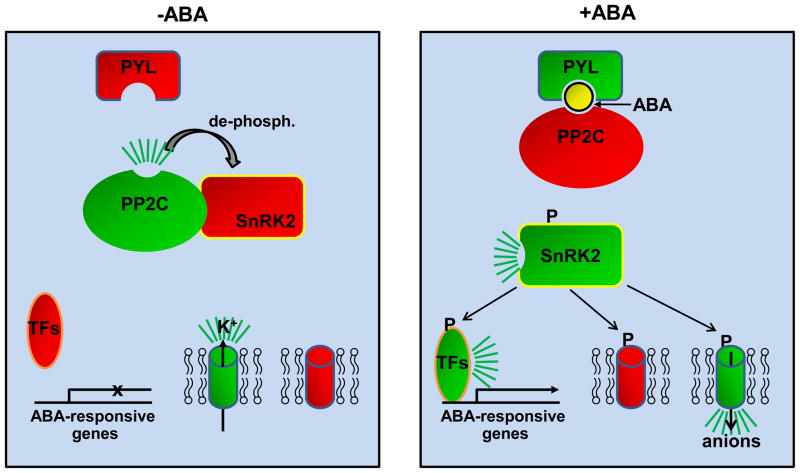 -ABA
PYL
de-phosph.
PP2C
SnRK2
TFs
K+
x
ABA-responsive
genes
+ABA
PYL
ABA
PP2C
P
SnRK2
P
P
P
TFs
ABA-responsive
genes
anions